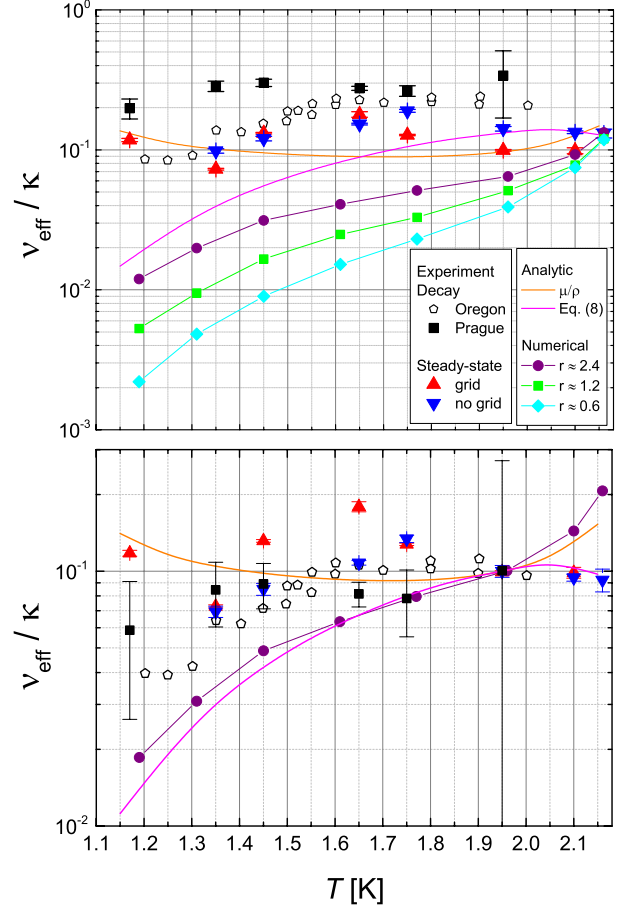 10⁰
10⁻¹
10⁻²
10⁻³
ν_eff / κ
Experiment
Decay
Oregon
Prague
Steady-state
grid
no grid
Analytic
μ/ρ
Eq. (8)
Numerical
r ≈ 2.4
r ≈ 1.2
r ≈ 0.6
10⁻¹
10⁻²
ν_eff / κ
1.1 1.2 1.3 1.4 1.5 1.6 1.7 1.8 1.9 2.0 2.1
T [K]